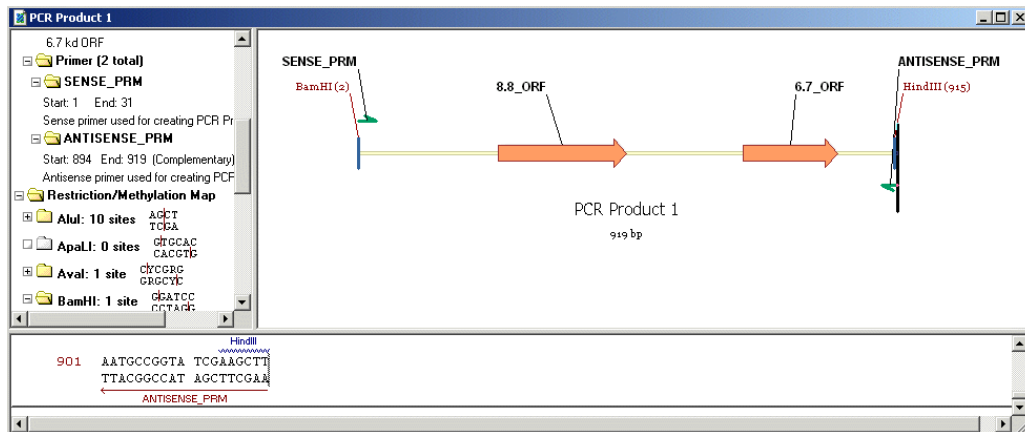 PCR Product 1
6.7 kd ORF
Primer (2 total)
SENSE_PRM
Start: 1 End: 31
Sense primer used for creating PCR Pr
ANTISENSE_PRM
Start: 894 End: 919 (Complementary)
Antisense primer used for creating PCF
Restriction/Methylation Map
AluI: 10 sites
AGCT
TCGA
ApaLI: 0 sites
GTGCAC
CACGTG
AvaI: 1 site
CYCGRG
GRGCYC
BamHI: 1 site
GGATCC
CCTAGG
SENSE_PRM
BamHI (2)
8.8_ORF
6.7_ORF
ANTISENSE_PRM
HindIII (915)
PCR Product 1
919 bp
HindIII
901 AATGCCGGTA TCGAAGCTT
TTACGGCCAT AGCTTCGAA
ANTISENSE_PRM